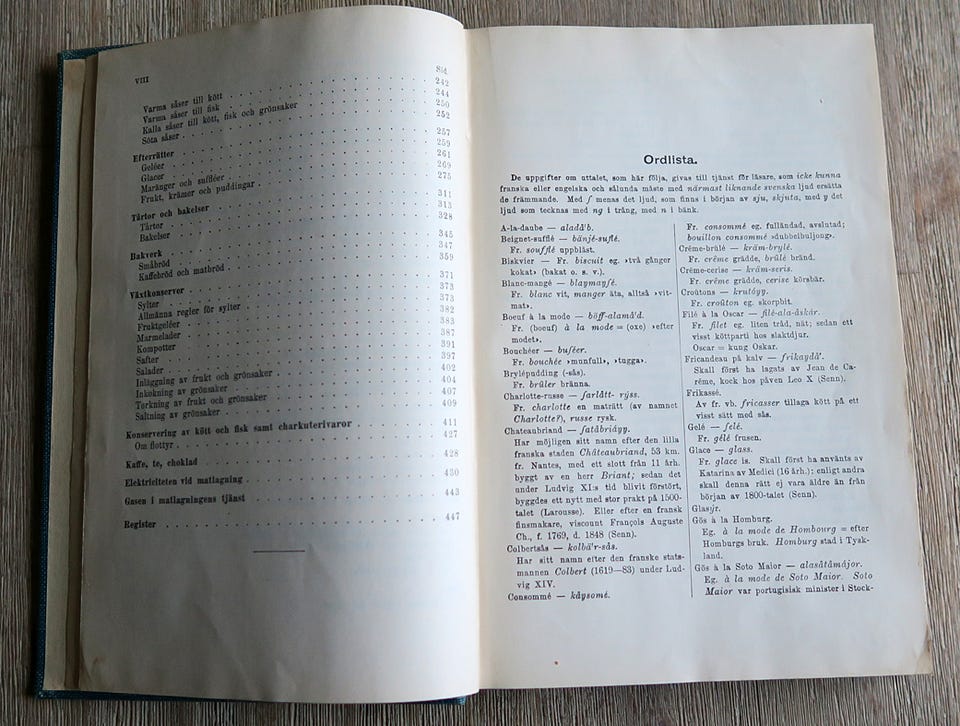 VIII
Sid.
Varma såser till kött 242
Varma såser till fisk 244
Kalla såser till kött, fisk och grönsaker 250
Söta såser 252
Efterrätter 257
Geléer 259
Glacer 261
Maränger och suffléer 269
Frukt, krämer och puddingar 275
Tårtor och bakelser 311
Tårtor 313
Bakelser 328
Bakverk 345
Småbröd 347
Kaffebröd och matbröd 359
Växtkonserver 371
Sylter 373
Allmänna regler för sylter 373
Fruktgeléer 382
Marmelader 383
Kompotter 387
Safter 391
Salader 397
Inläggning av frukt och grönsaker 402
Inkokning av grönsaker 404
Torkning av frukt och grönsaker 407
Saltning av grönsaker 409
Konservering av kött och fisk samt charkuterivaror 411
Om flottyr 427
Kaffe, te, choklad 428
Elektriciteten vid matlagning 430
Gasen i matlagningens tjänst 443
Register 447
Ordlista.
De uppgifter om uttalet, som här följa, givas till tjänst för läsare, som icke kunna
franska eller engelska och sålunda måste med närmast liknande svenska ljud ersätta
de främmande. Med ʃ menas det ljud, som finns i början av sju, skjuta, med y det
ljud som tecknas med ng i trång, med n i bänk.
A-la-daube — aladå'b.
Beignet-sufflé — bänjé-suflé.
Fr. soufflé uppbläst.
Biskvier — Fr. biscuit eg. ›två gånger
kokat› (bakat o. s. v.).
Blanc-mangé — blaymayʃé.
Fr. blanc vit, manger äta, alltså ›vit-
mat›.
Boeuf à la mode — böff-alamå'd.
Fr. (boeuf) à la mode = (oxe) ›efter
modet›.
Bouchéer — buʃéer.
Fr. bouchée ›munfull›, ›tugga›.
Brylépudding (-sås).
Fr. brûler bränna.
Charlotte-russe — ʃarlått- ryss.
Fr. charlotte en maträtt (av namnet
Charlotte?), russe rysk.
Chateaubriand — ʃatåbriáyy.
Har möjligen sitt namn efter den lilla
franska staden Châteaubriand, 53 km.
fr. Nantes, med ett slott från 11 årh.
byggt av en herr Briant; sedan det
under Ludvig XI:s tid blivit förstört,
byggdes ett nytt med stor prakt på 1500-
talet (Larousse). Eller efter en fransk
finsmakare, viscount François Auguste
Ch., f. 1769, d. 1848 (Senn).
Colbertsås — kolbä'r-sås.
Har sitt namn efter den franske stats-
mannen Colbert (1619—83) under Lud-
vig XIV.
Consommé — kåysomé.
Fr. consommé eg. fulländad, avslutad;
bouillon consommé ›dubbelbuljong›.
Crême-brûlé — kräm-brylé.
Fr. crême grädde, brûlé bränd.
Crême-cerise — kräm-seris.
Fr. crême grädde, cerise körsbär.
Croûtons — krutóyy.
Fr. croûton eg. skorpbit.
Filé à la Oscar — filé-ala-åskár.
Fr. filet eg. liten tråd, nät; sedan ett
visst köttparti hos slaktdjur.
Oscar = kung Oskar.
Fricandeau på kalv — frikaydå'.
Skall först ha lagats av Jean de Ca-
rême, kock hos påven Leo X (Senn).
Frikassé.
Av fr. vb. fricasser tillaga kött på ett
visst sätt med sås.
Gelé — ʃelé.
Fr. gélé frusen.
Glace — glass.
Fr. glace is. Skall först ha använts av
Katarina av Medici (16 årh.); enligt andra
skall denna rätt ej vara äldre än från
början av 1800-talet (Senn).
Glasýr.
Gös à la Homburg.
Eg. à la mode de Hombourg = efter
Homburgs bruk. Homburg stad i Tysk-
land.
Gös à la Soto Maior — alasåtåmájor.
Eg. à la mode de Soto Maior. Soto
Maior var portugisisk minister i Stock-